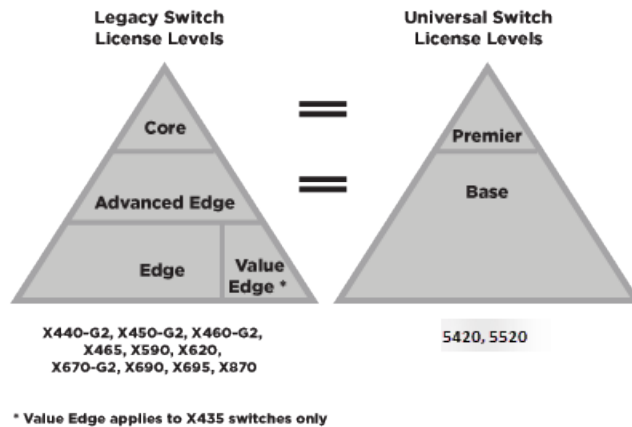 Legacy Switch
License Levels
Universal Switch
License Levels
Core
Advanced Edge
Edge
Value
Edge *
=
=
Premier
Base
X440-G2, X450-G2, X460-G2,
X465, X590, X620,
X670-G2, X690, X695, X870
5420, 5520
* Value Edge applies to X435 switches only